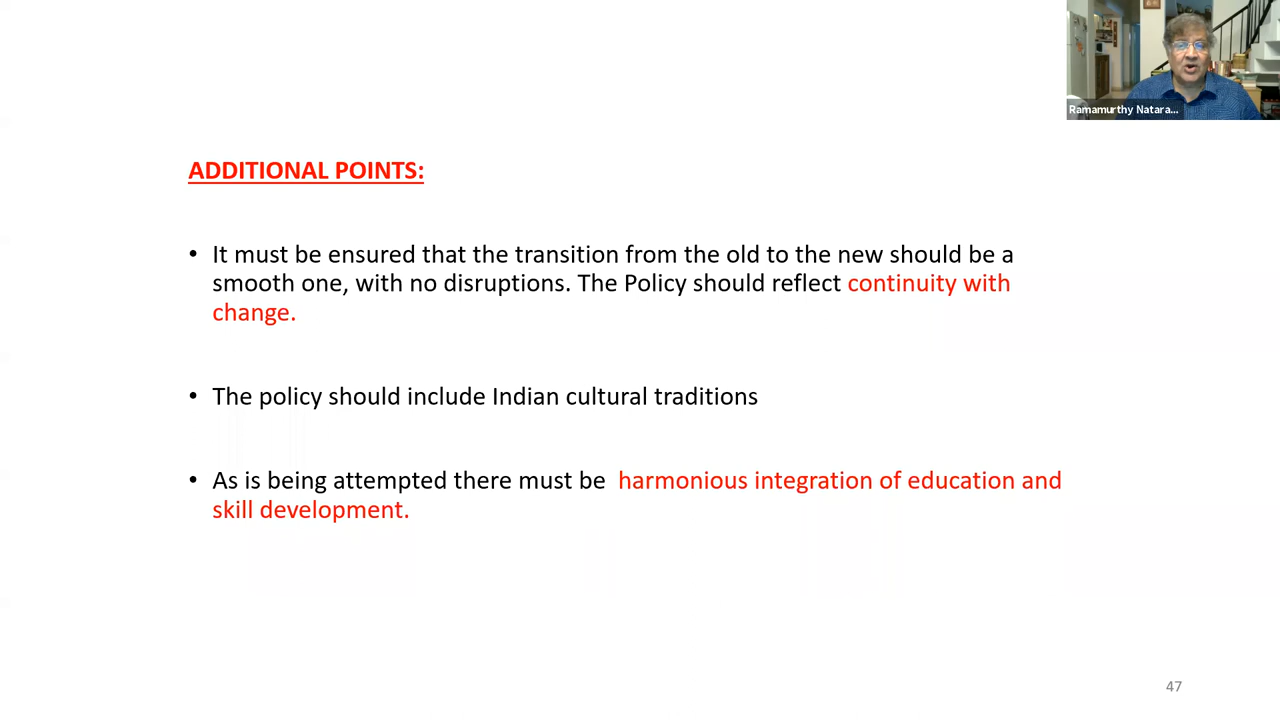 Ramamurthy Natara...
ADDITIONAL POINTS:
• It must be ensured that the transition from the old to the new should be a
smooth one, with no disruptions. The Policy should reflect continuity with
change.
• The policy should include Indian cultural traditions
• As is being attempted there must be harmonious integration of education and
skill development.
47